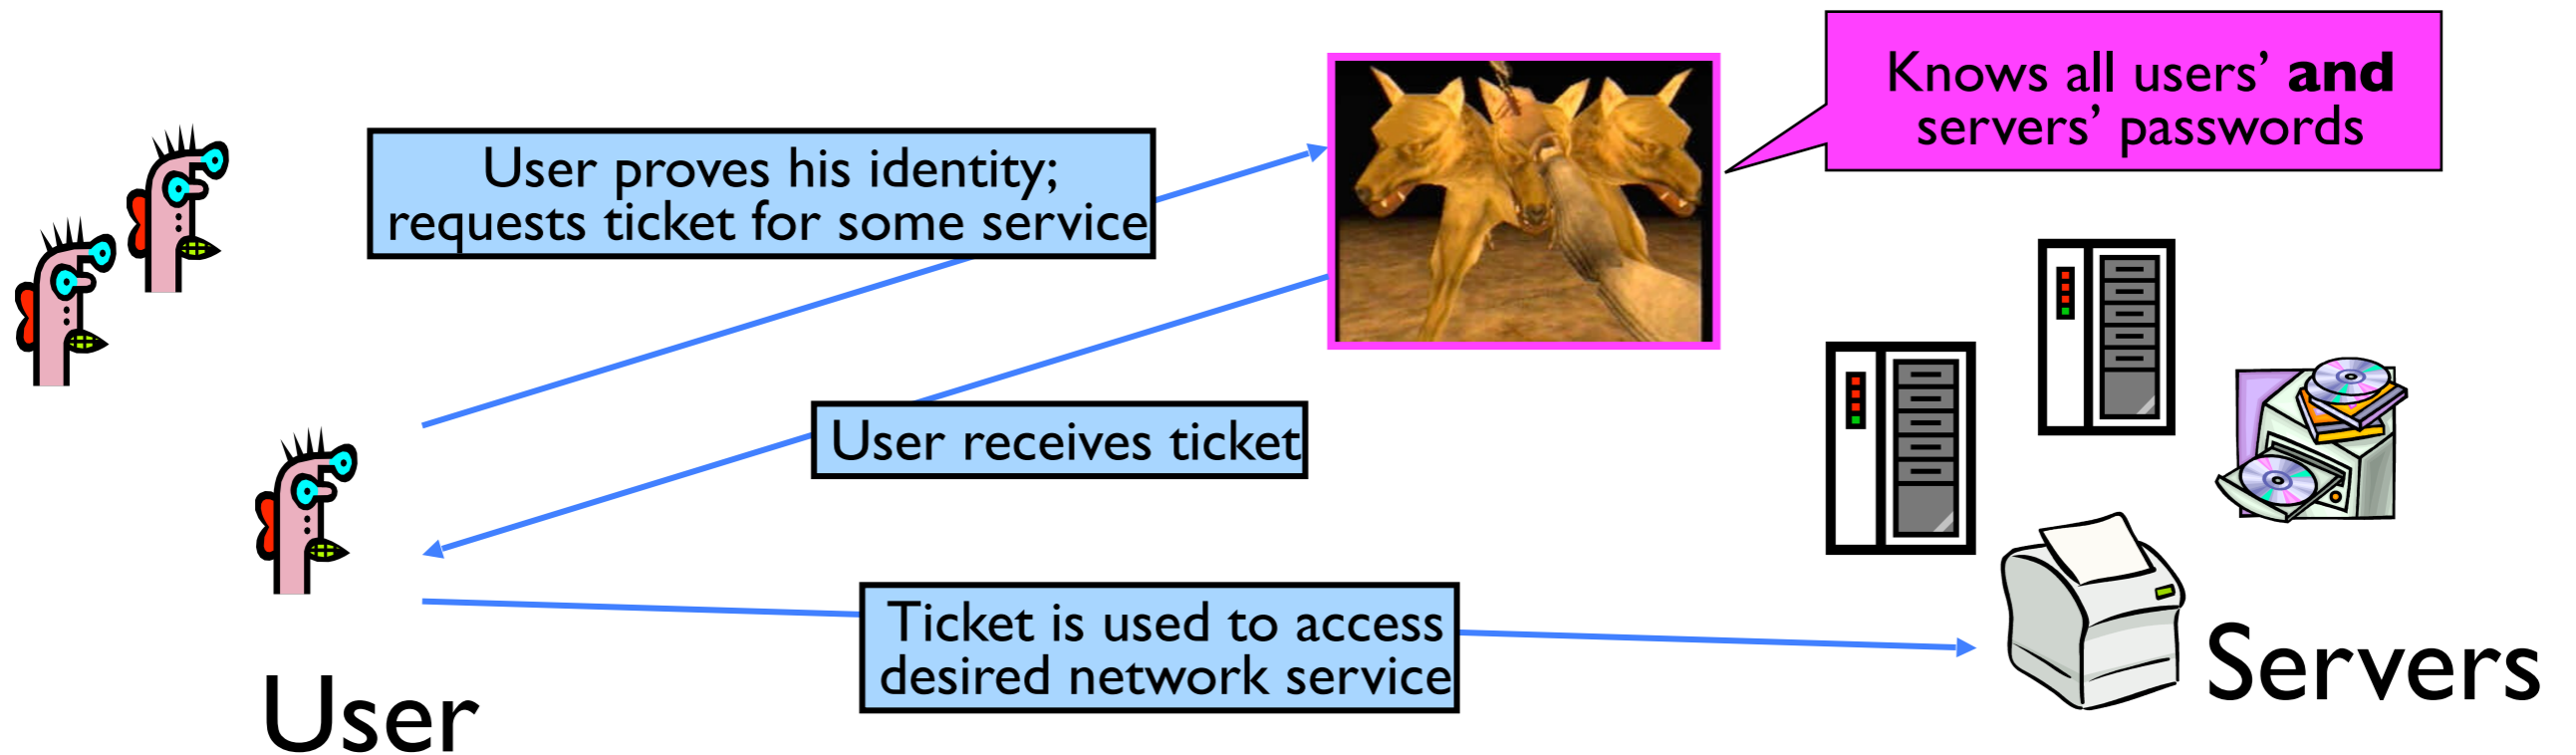 Knows all users’ and
servers’ passwords
User proves his identity;
requests ticket for some service
User receives ticket
Ticket is used to access
desired network service
User
Servers